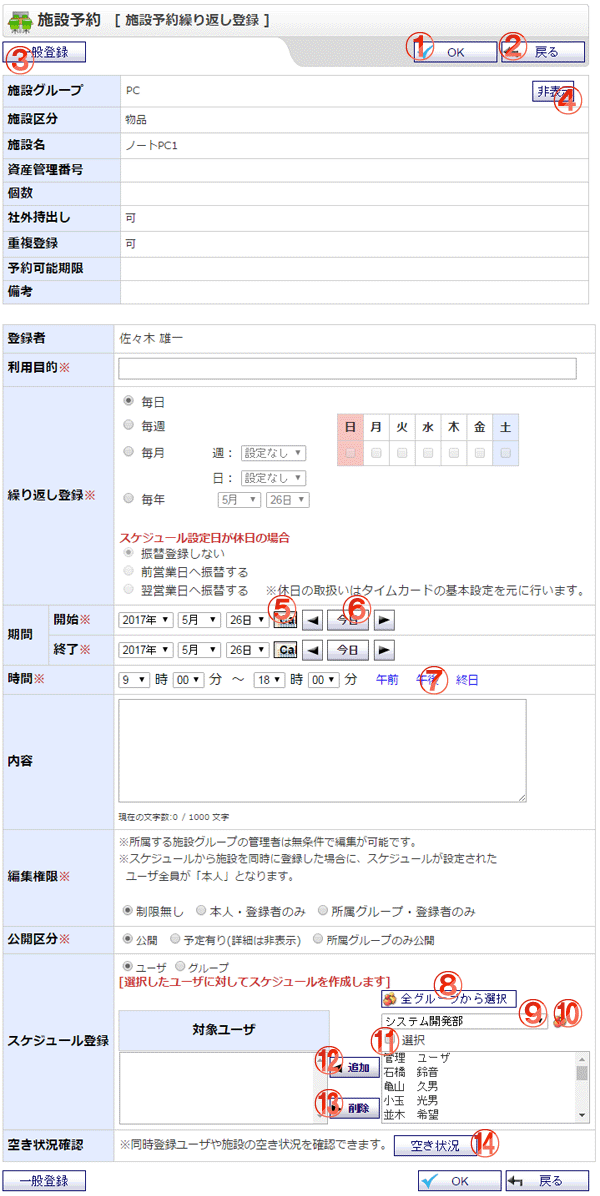 施設予約 [ 施設予約繰り返し登録 ]
③ 一般登録 ① OK ② 戻る
施設グループ PC 非表示 ④
施設区分 物品
施設名 ノートPC1
資産管理番号
個数
社外持出し 可
重複登録 可
予約可能期限
備考
登録者 佐々木 雄一
利用目的※
繰り返し登録※
毎日
毎週
毎月 週： 設定なし
日： 設定なし
毎年 5月 26日
日 月 火 水 木 金 土
スケジュール設定日が休日の場合
振替登録しない
前営業日へ振替する
翌営業日へ振替する ※休日の取扱いはタイムカードの基本設定を元に行います。
期間 開始※ 2017年 5月 26日 ⑤ Cal ◀ ⑥ 今日 ▶
終了※ 2017年 5月 26日 Cal ◀ 今日 ▶
時間※ 9 時 00 分 ～ 18 時 00 分 午前 午後 ⑦ 終日
内容
現在の文字数:0 / 1000 文字
編集権限※
※所属する施設グループの管理者は無条件で編集が可能です。
※スケジュールから施設を同時に登録した場合に、スケジュールが設定された
ユーザ全員が「本人」となります。
制限無し 本人・登録者のみ 所属グループ・登録者のみ
公開区分※ 公開 予定有り(詳細は非表示) 所属グループのみ公開
スケジュール登録
ユーザ グループ
[選択したユーザに対してスケジュールを作成します]
⑧ 全グループから選択
システム開発部 ⑨ ⑩
対象ユーザ
⑪ 選択
⑫ 追加
⑬ 削除
管理 ユーザ
石橋 鈴音
亀山 久男
小玉 光男
並木 希望
空き状況確認 ※同時登録ユーザや施設の空き状況を確認できます。 空き状況 ⑭
一般登録 OK 戻る